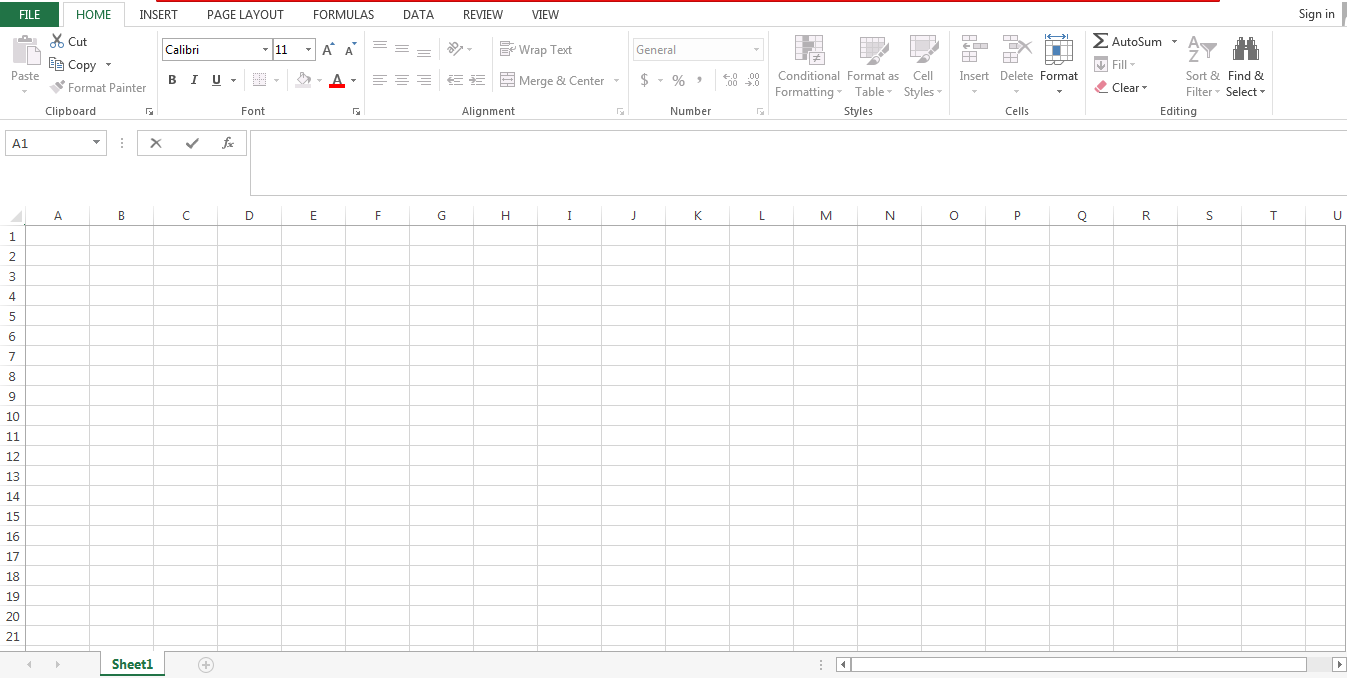 FILE HOME INSERT PAGE LAYOUT FORMULAS DATA REVIEW VIEW Sign in
Paste
Cut
Copy
Format Painter
Clipboard
Calibri 11
B I U A
Font
Wrap Text
Merge & Center
Alignment
General
$ % ,
.00 .00
Number
Conditional Formatting
Format as Table
Cell Styles
Styles
Insert Delete Format
Cells
AutoSum
Fill
Clear
Sort & Filter
Find & Select
Editing
A1 fx
A B C D E F G H I J K L M N O P Q R S T U
1
2
3
4
5
6
7
8
9
10
11
12
13
14
15
16
17
18
19
20
21
Sheet1